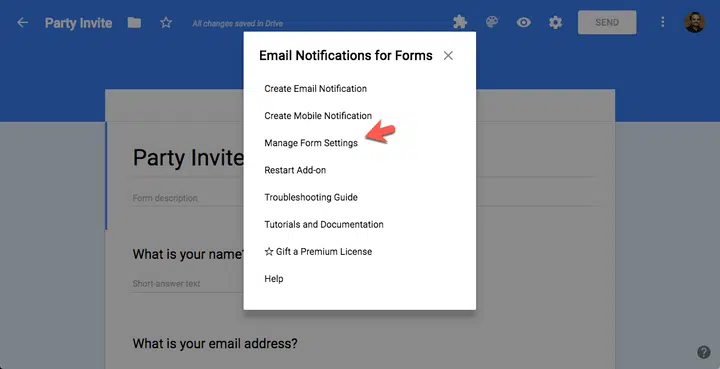 Party Invite
All changes saved in Drive
SEND
Email Notifications for Forms
Create Email Notification
Create Mobile Notification
Manage Form Settings
Restart Add-on
Troubleshooting Guide
Tutorials and Documentation
☆ Gift a Premium License
Help
Party Invite
Form description
What is your name?
Short-answer text
What is your email address?